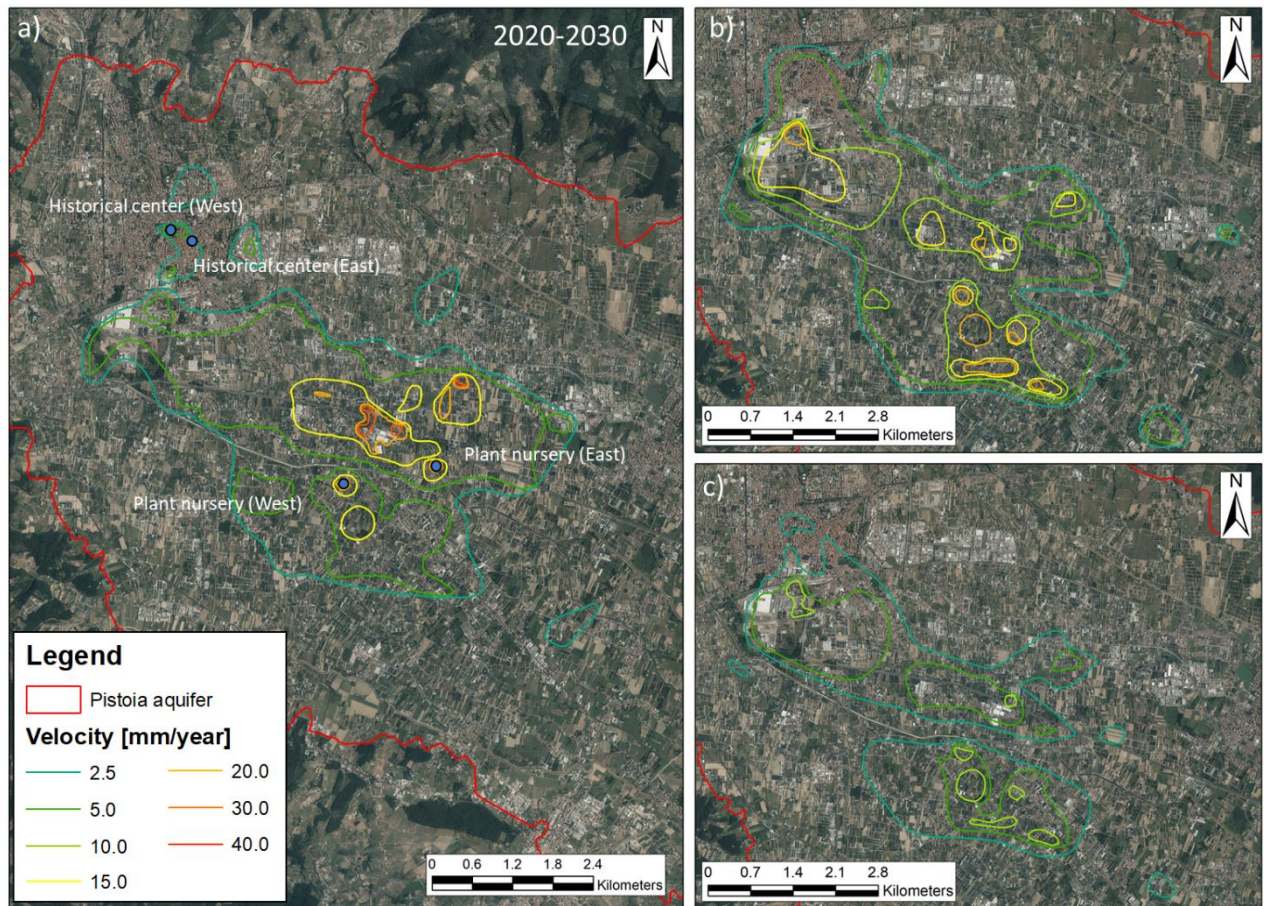 a)
2020-2030
N
Historical center (West)
Historical center (East)
Plant nursery (East)
Plant nursery (West)
Legend
Pistoia aquifer
Velocity [mm/year]
2.5 20.0
5.0 30.0
10.0 40.0
15.0
0 0.6 1.2 1.8 2.4
Kilometers
b)
N
0 0.7 1.4 2.1 2.8
Kilometers
c)
N
0 0.7 1.4 2.1 2.8
Kilometers